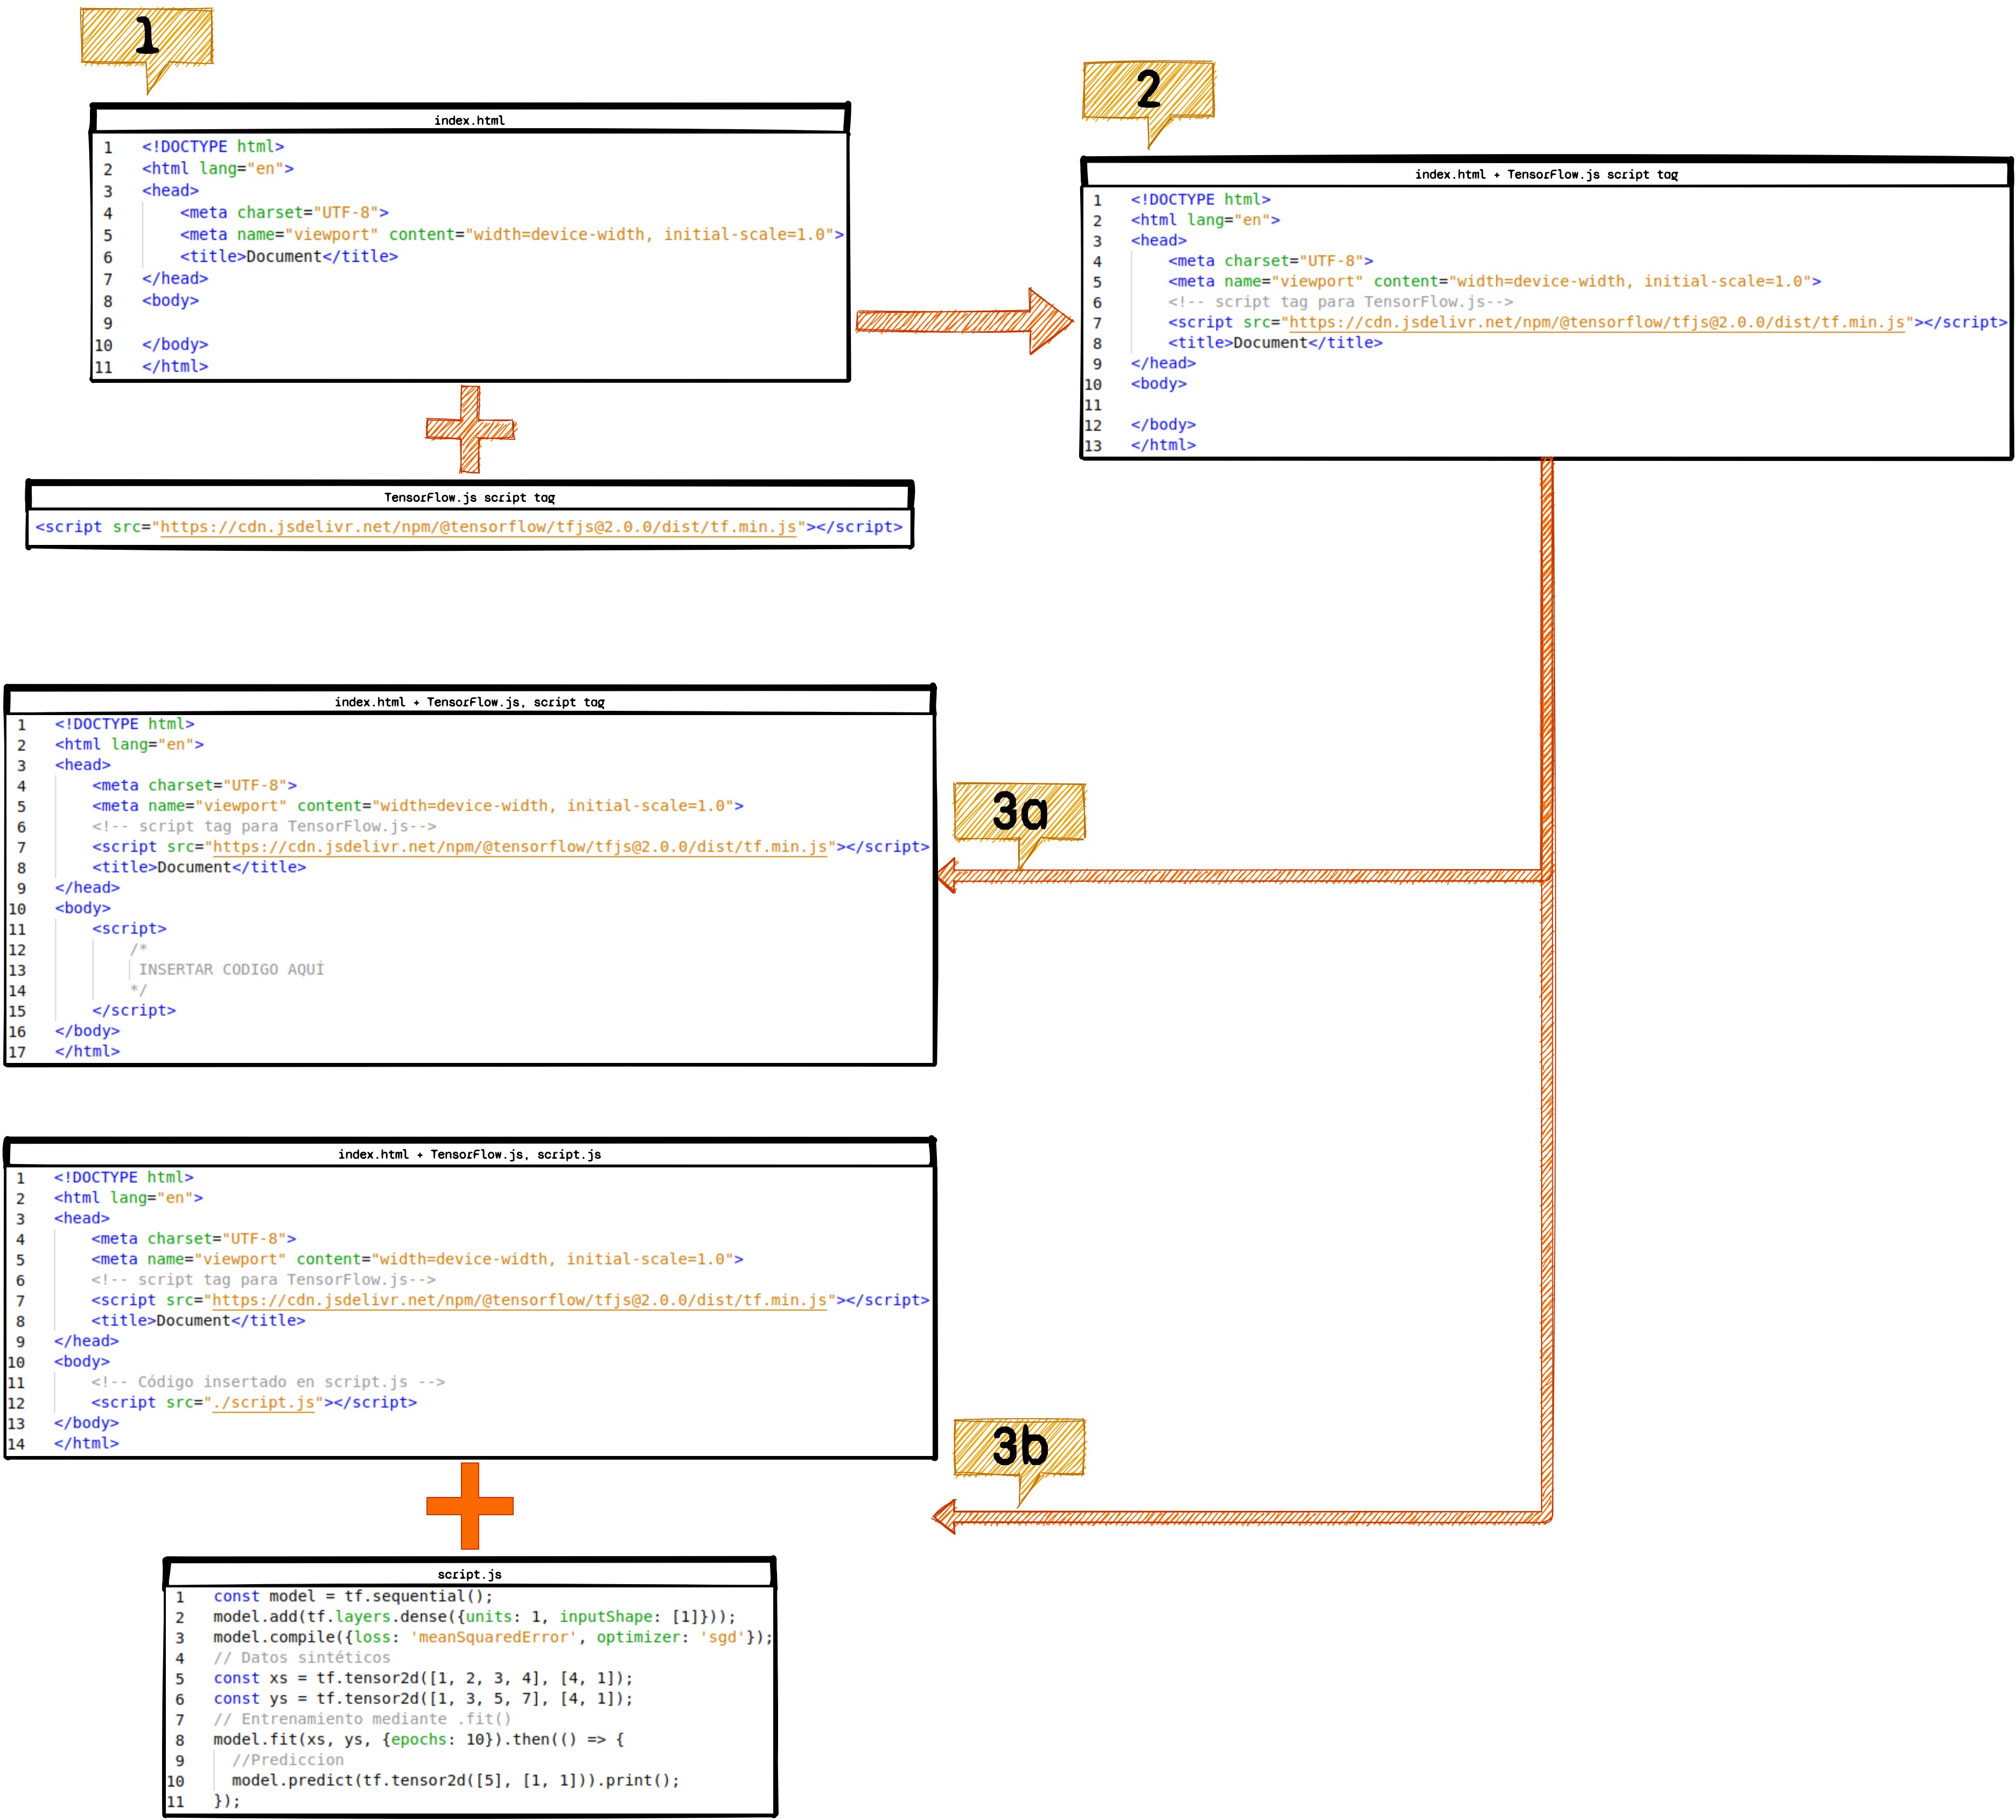 1
index.html
1 <!DOCTYPE html>
2 <html lang="en">
3 <head>
4 <meta charset="UTF-8">
5 <meta name="viewport" content="width=device-width, initial-scale=1.0">
6 <title>Document</title>
7 </head>
8 <body>
9
10 </body>
11 </html>
TensorFlow.js script tag
<script src="https://cdn.jsdelivr.net/npm/@tensorflow/tfjs@2.0.0/dist/tf.min.js"></script>
2
index.html + TensorFlow.js script tag
1 <!DOCTYPE html>
2 <html lang="en">
3 <head>
4 <meta charset="UTF-8">
5 <meta name="viewport" content="width=device-width, initial-scale=1.0">
6 <!-- script tag para TensorFlow.js-->
7 <script src="https://cdn.jsdelivr.net/npm/@tensorflow/tfjs@2.0.0/dist/tf.min.js"></script>
8 <title>Document</title>
9 </head>
10 <body>
11
12 </body>
13 </html>
3a
index.html + TensorFlow.js, script tag
1 <!DOCTYPE html>
2 <html lang="en">
3 <head>
4 <meta charset="UTF-8">
5 <meta name="viewport" content="width=device-width, initial-scale=1.0">
6 <!-- script tag para TensorFlow.js-->
7 <script src="https://cdn.jsdelivr.net/npm/@tensorflow/tfjs@2.0.0/dist/tf.min.js"></script>
8 <title>Document</title>
9 </head>
10 <body>
11 <script>
12 /*
13 INSERTAR CODIGO AQUÍ
14 */
15 </script>
16 </body>
17 </html>
3b
index.html + TensorFlow.js, script.js
1 <!DOCTYPE html>
2 <html lang="en">
3 <head>
4 <meta charset="UTF-8">
5 <meta name="viewport" content="width=device-width, initial-scale=1.0">
6 <!-- script tag para TensorFlow.js-->
7 <script src="https://cdn.jsdelivr.net/npm/@tensorflow/tfjs@2.0.0/dist/tf.min.js"></script>
8 <title>Document</title>
9 </head>
10 <body>
11 <!-- Código insertado en script.js -->
12 <script src="./script.js"></script>
13 </body>
14 </html>
script.js
1 const model = tf.sequential();
2 model.add(tf.layers.dense({units: 1, inputShape: [1]}));
3 model.compile({loss: 'meanSquaredError', optimizer: 'sgd'});
4 // Datos sintéticos
5 const xs = tf.tensor2d([1, 2, 3, 4], [4, 1]);
6 const ys = tf.tensor2d([1, 3, 5, 7], [4, 1]);
7 // Entrenamiento mediante .fit()
8 model.fit(xs, ys, {epochs: 10}).then(() => {
9 //Prediccion
10 model.predict(tf.tensor2d([5], [1, 1])).print();
11 });